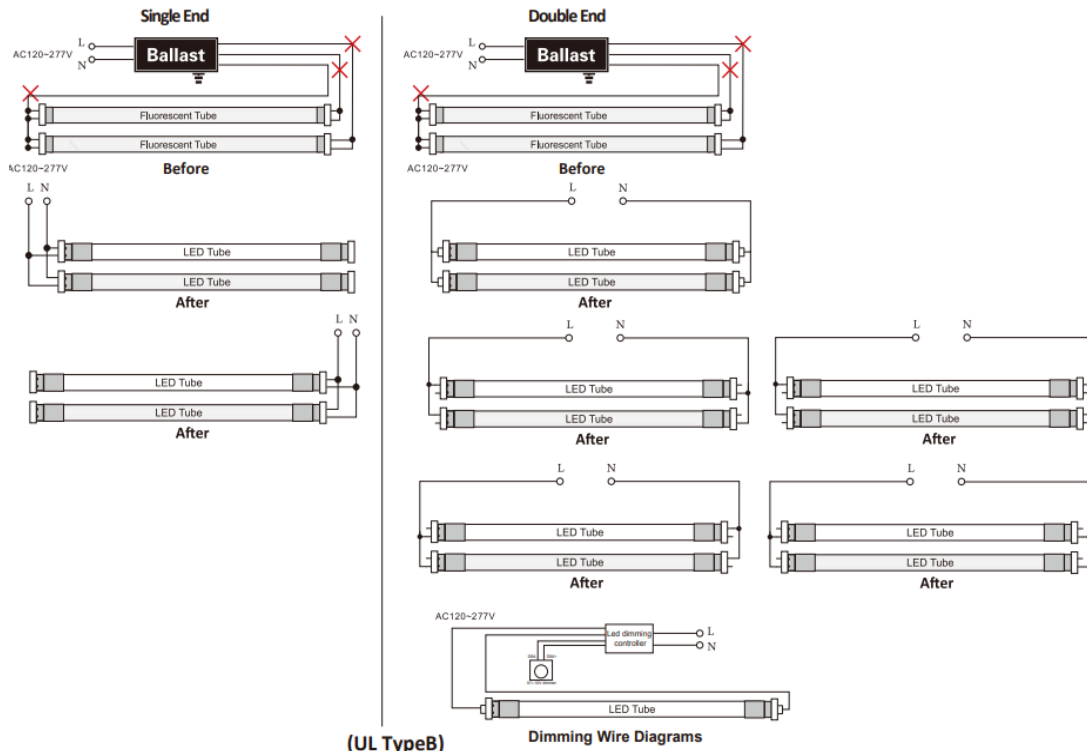 Single End
L
AC120~277V
N
Ballast
Fluorescent Tube
Fluorescent Tube
AC120~277V
Before
L N
LED Tube
LED Tube
After
L N
LED Tube
LED Tube
After
Double End
L
AC120~277V
N
Ballast
Fluorescent Tube
Fluorescent Tube
AC120~277V
Before
L N
LED Tube
LED Tube
After
L N
LED Tube
LED Tube
After
L N
LED Tube
LED Tube
After
L N
LED Tube
LED Tube
After
L N
LED Tube
LED Tube
After
AC120~277V
Led dimming
controller
L
N
LED Tube
Dimming Wire Diagrams
(UL TypeB)